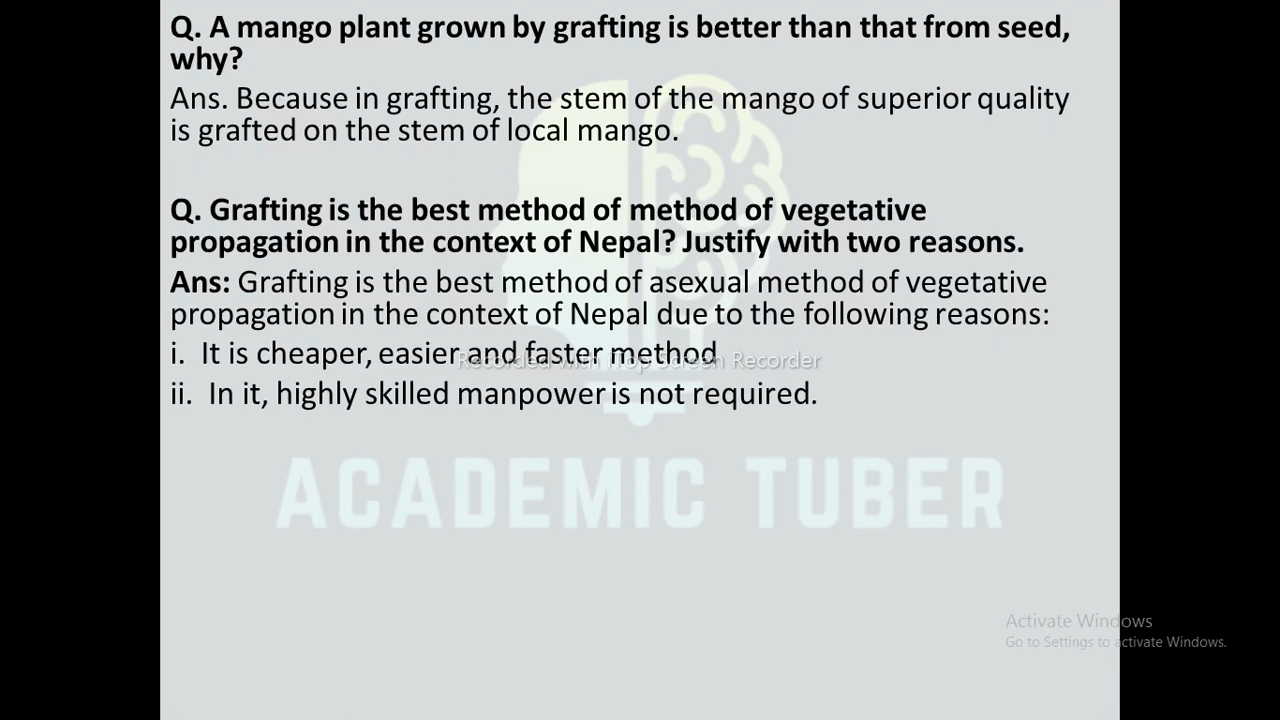 Q. A mango plant grown by grafting is better than that from seed,
why?
Ans. Because in grafting, the stem of the mango of superior quality
is grafted on the stem of local mango.
Q. Grafting is the best method of method of vegetative
propagation in the context of Nepal? Justify with two reasons.
Ans: Grafting is the best method of asexual method of vegetative
propagation in the context of Nepal due to the following reasons:
i. It is cheaper, easier and faster method
Recorded with iTop Screen Recorder
ii. In it, highly skilled manpower is not required.
ACADEMIC TUBER
Activate Windows
Go to Settings to activate Windows.